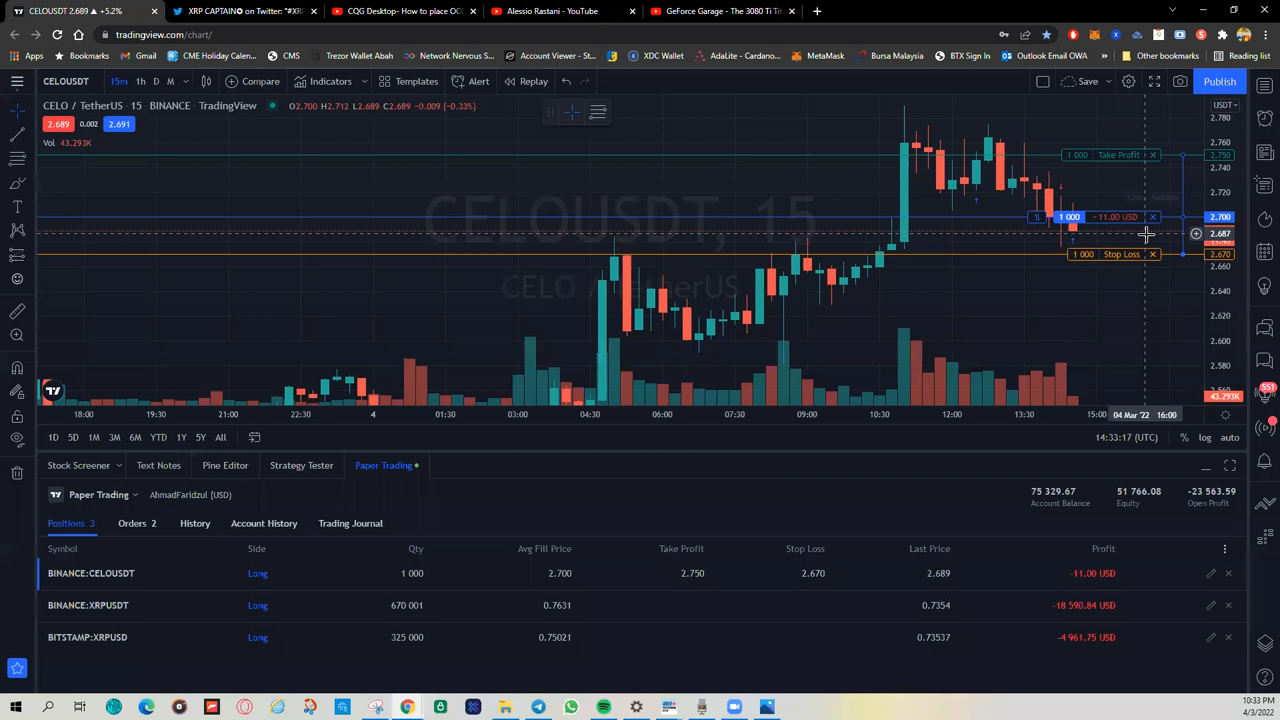 CELOUSDT 2.689 ▲ +5.2%
XRP CAPTAIN on Twitter: "#XR
CQG Desktop- How to place OC
Alessio Rastani - YouTube
GeForce Garage - The 3080 Ti Tit
tradingview.com/chart/
Apps
Bookmarks
Gmail
CME Holiday Calen...
CMS
Trezor Wallet Abah
Network Servous N...
Account Viewer - St...
XDC Wallet
AdaLite - Cardano...
MetaMask
Bursa Malaysia
BTX Sign In
Outlook Email OWA
»
Other bookmarks
Reading list
CELOUSDT 15m 1h D M Compare Indicators Templates Alert Replay Save Publish
CELO / TetherUS · 15 · BINANCE · TradingView O2.700 H2.712 L2.689 C2.689 -0.009 (-0.33%)
USDT
2.689 0.002 2.691
Vol 43.293K
CELOUSDT, 15
CELO / TetherUS
1 000 Take Profit
1 000 -11.00 USD
1 000 Stop Loss
2.780
2.760
2.750
2.740
2.720
2.700
2.687
2.670
2.660
2.640
2.620
2.600
2.580
43.293K
551
18:00 19:30 21:00 22:30 4 01:30 03:00 04:30 06:00 07:30 09:00 10:30 12:00 13:30 15:00 04 Mar '22 16:00
1D 5D 1M 3M 6M YTD 1Y 5Y All 14:33:17 (UTC) % log auto
Stock Screener Text Notes Pine Editor Strategy Tester Paper Trading
Paper Trading AhmadFaridzul (USD)
75 329.67 51 766.08 -23 563.59
Account Balance Equity Open Profit
Positions 3 Orders 2 History Account History Trading Journal
Symbol Side Qty Avg Fill Price Take Profit Stop Loss Last Price Profit
BINANCE:CELOUSDT Long 1 000 2.700 2.750 2.670 2.689 -11.00 USD
BINANCE:XRPUSDT Long 670 001 0.7631 0.7354 -18 590.84 USD
BITSTAMP:XRPUSD Long 325 000 0.75021 0.73537 -4 961.75 USD
10:33 PM
4/3/2022